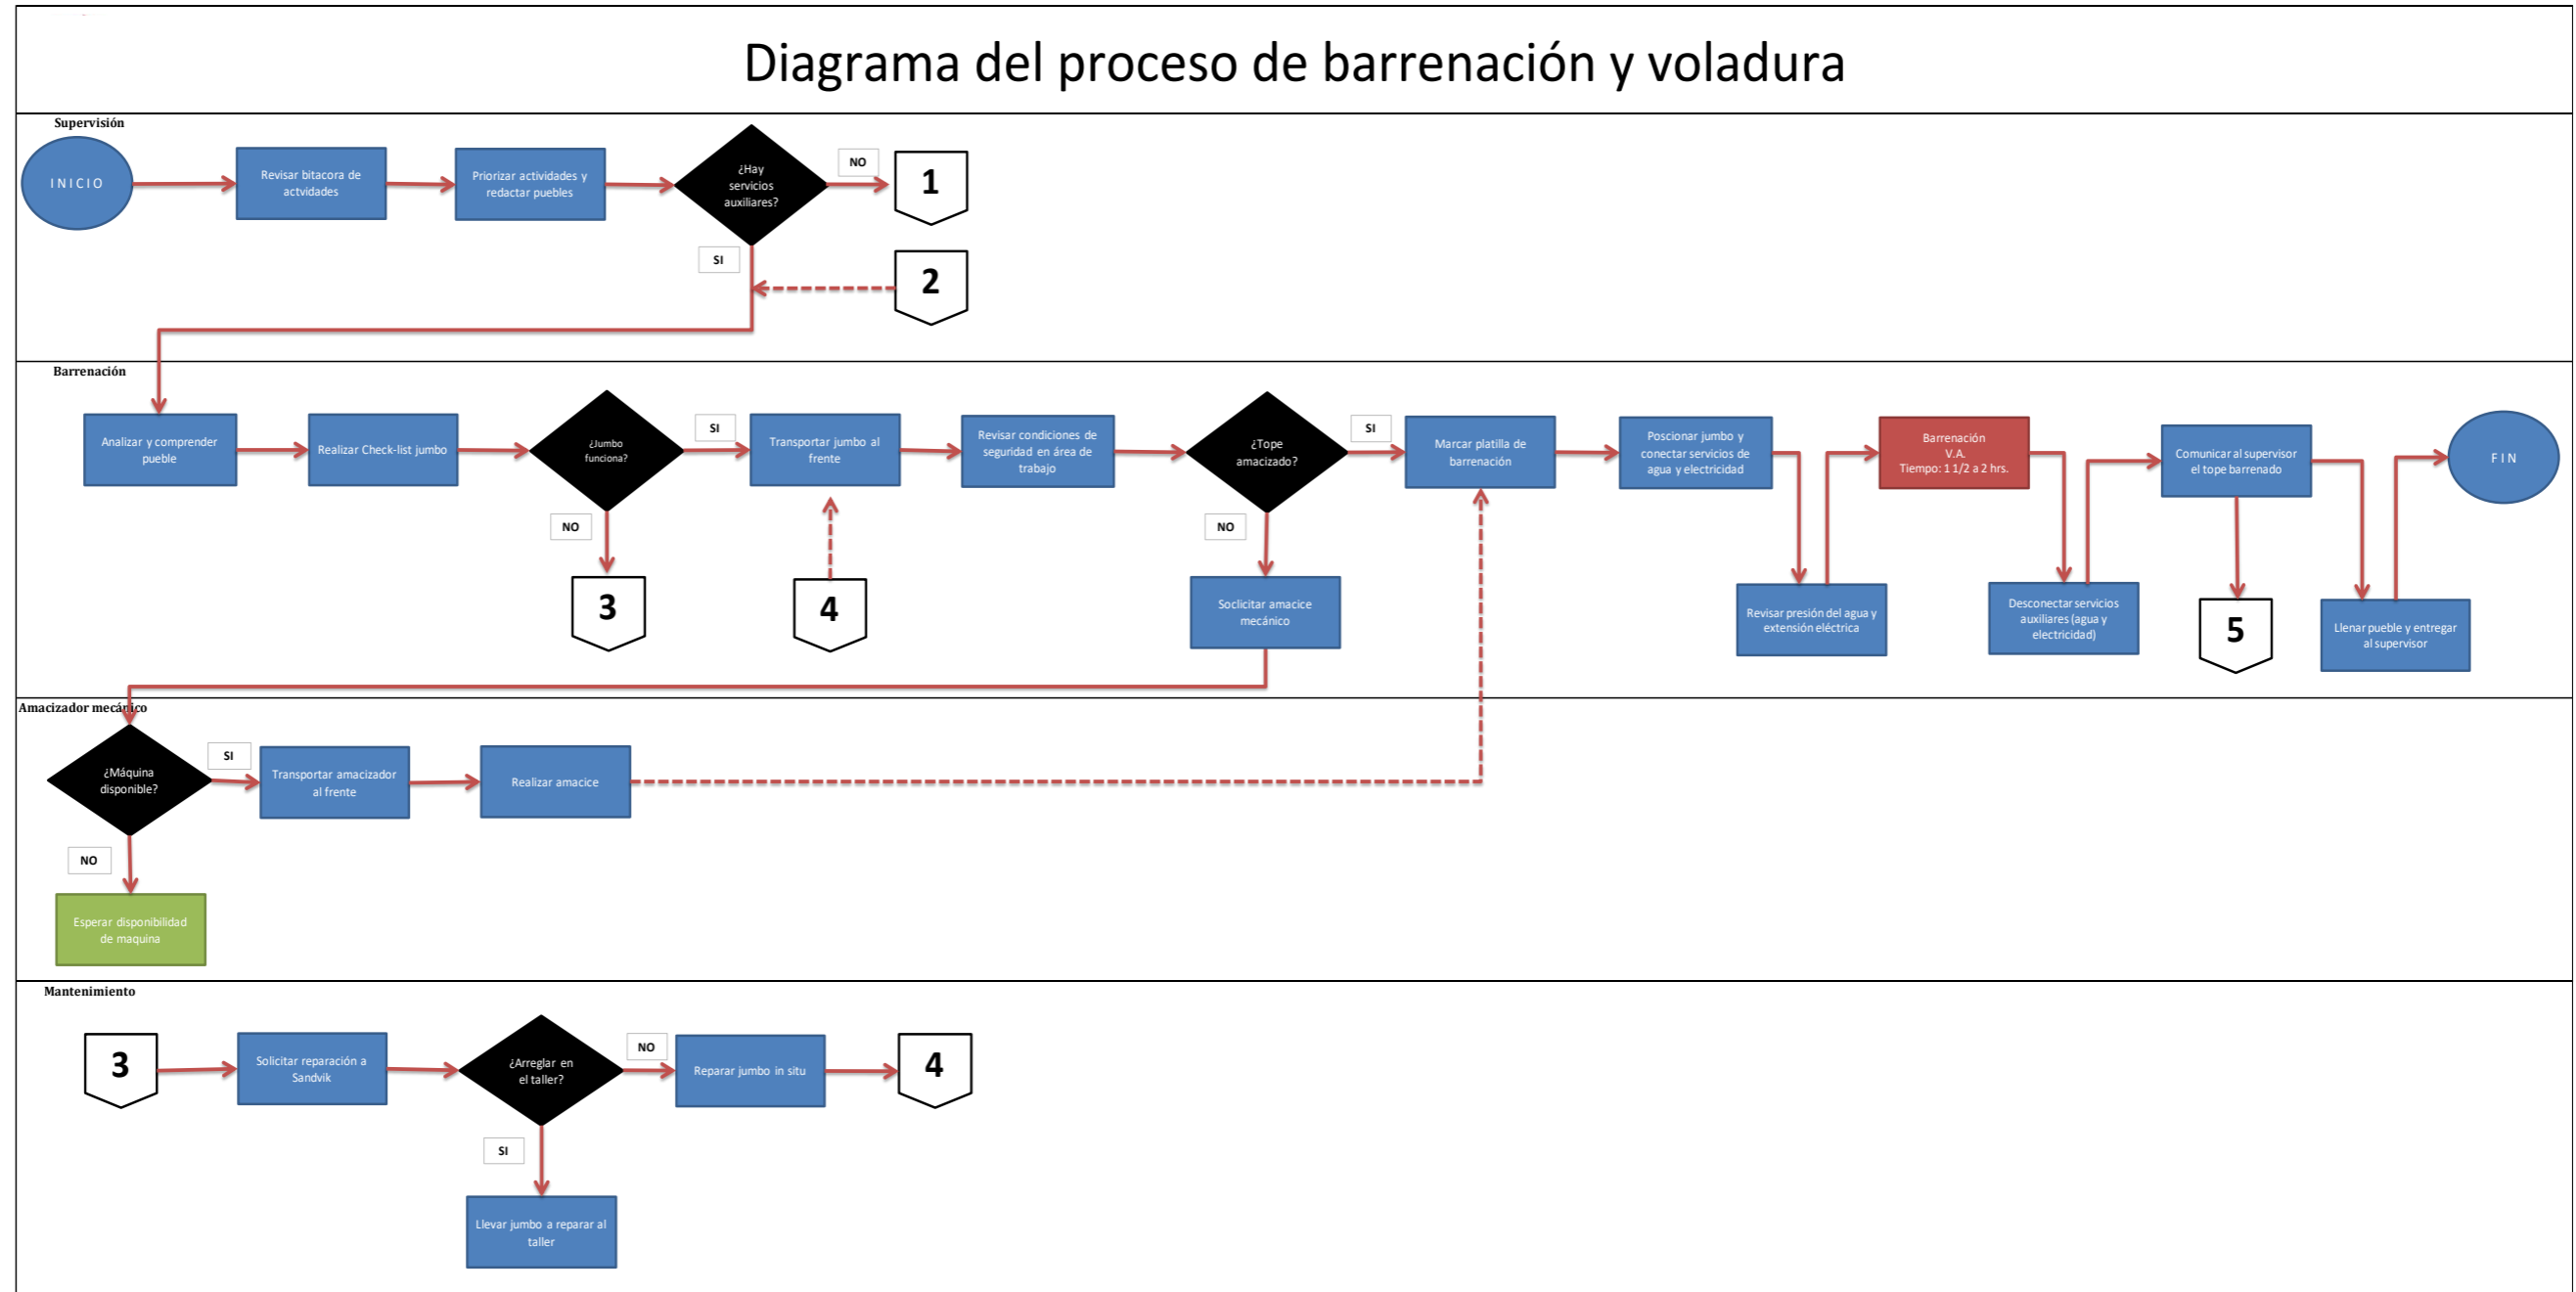 Diagrama del proceso de barrenación y voladura
Supervisión
I N I C I O
Revisar bitacora de
actvidades
Priorizar actividades y
redactar puebles
¿Hay
servicios
auxiliares?
NO
1
SI
2
Barrenación
Analizar y comprender
pueble
Realizar Check-list jumbo
¿Jumbo
funciona?
SI
Transportar jumbo al
frente
Revisar condiciones de
seguridad en área de
trabajo
¿Tope
amacizado?
SI
Marcar platilla de
barrenación
Poscionar jumbo y
conectar servicios de
agua y electricidad
Barrenación
V.A.
Tiempo: 1 1/2 a 2 hrs.
Comunicar al supervisor
el tope barrenado
F I N
NO
3
4
NO
Soclicitar amacice
mecánico
Revisar presión del agua y
extensión eléctrica
Desconectar servicios
auxiliares (agua y
electricidad)
5
Llenar pueble y entregar
al supervisor
Amacizador mecánico
¿Máquina
disponible?
SI
Transportar amacizador
al frente
Realizar amacice
NO
Esperar disponibilidad
de maquina
Mantenimiento
3
Solicitar reparación a
Sandvik
¿Arreglar en
el taller?
NO
Reparar jumbo in situ
4
SI
Llevar jumbo a reparar al
taller